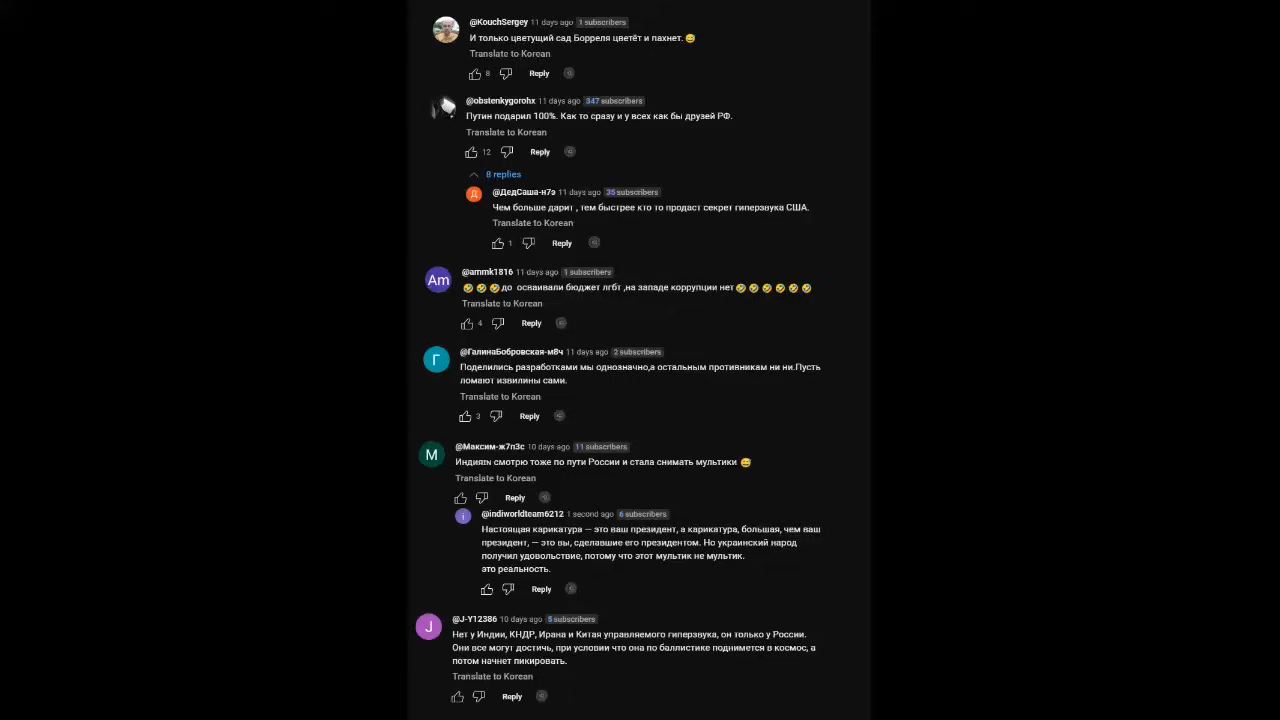 @KouchSergey 11 days ago 1 subscribers
И только цветущий сад Борреля цветёт и пахнет. 😅
Translate to Korean
8 Reply
@obstenkygorohx 11 days ago 347 subscribers
Путин подарил 100%. Как то сразу и у всех как бы друзей РФ.
Translate to Korean
12 Reply
8 replies
Д
@ДедСаша-н7э 11 days ago 35 subscribers
Чем больше дарит , тем быстрее кто то продаст секрет гиперзвука США.
Translate to Korean
1 Reply
Am
@ammk1816 11 days ago 1 subscribers
🤣🤣🤣до осваивали бюджет лгбт ,на западе коррупции нет🤣🤣🤣🤣🤣🤣
Translate to Korean
4 Reply
Г
@ГалинаБобровская-м8ч 11 days ago 2 subscribers
Поделились разработками мы однозначно,а остальным противникам ни ни.Пусть
ломают извилины сами.
Translate to Korean
3 Reply
М
@Максим-ж7п3с 10 days ago 11 subscribers
смотрю тоже по пути России и стала снимать мультики 😅
Translate to Korean
Reply
i
@indiworldteam6212 1 second ago 6 subscribers
Настоящая карикатура — это ваш президент, а карикатура, большая, чем ваш
президент, — это вы, сделавшие его президентом. Но украинский народ
получил удовольствие, потому что этот мультик не мультик.
это реальность.
Reply
J
@J-Y12386 10 days ago 5 subscribers
Нет у Индии, КНДР, Ирана и Китая управляемого гиперзвука, он только у России.
Они все могут достичь, при условии что она по баллистике поднимется в космос, а
потом начнет пикировать.
Translate to Korean
Reply